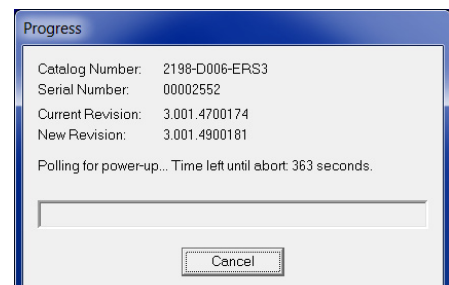 Progress
Catalog Number: 2198-D006-ERS3
Serial Number: 00002552
Current Revision: 3.001.4700174
New Revision: 3.001.4900181
Polling for power-up... Time left until abort: 363 seconds.
Cancel